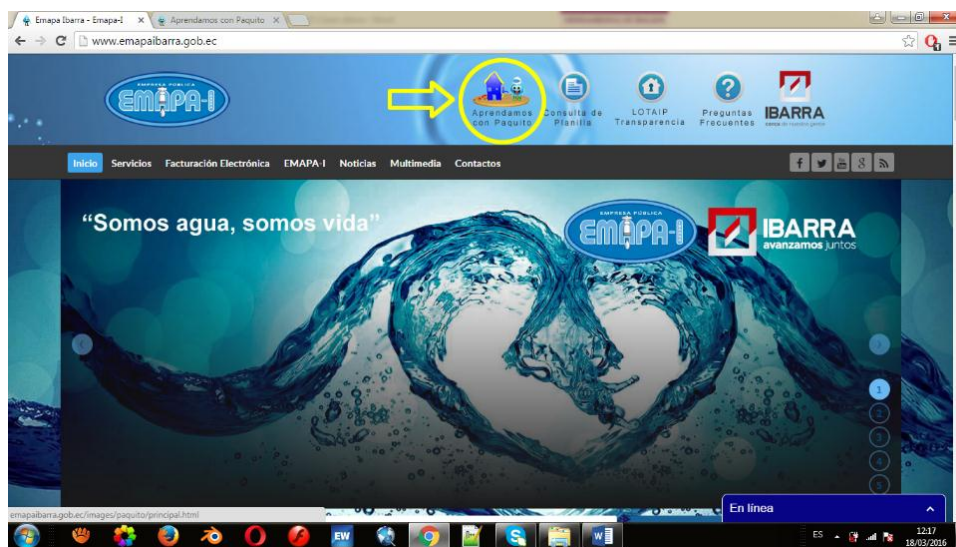 Emapa Ibarra - Emapa-I
Aprendamos con Paquito
www.emapaibarra.gob.ec
EMPRESA PÚBLICA
EMAPA-I
Aprendamos
con Paquito
Consulta de
Planilla
LOTAIP
Transparencia
Preguntas
Frecuentes
IBARRA
Inicio
Servicios
Facturación Electrónica
EMAPA-I
Noticias
Multimedia
Contactos
“Somos agua, somos vida”
EMPRESA PÚBLICA
EMAPA-I
IBARRA
avanzamos juntos
1
2
3
4
5
emapaibarra.gob.ec/images/paquito/principal.html
En línea
EW
ES
12:17
18/03/2016